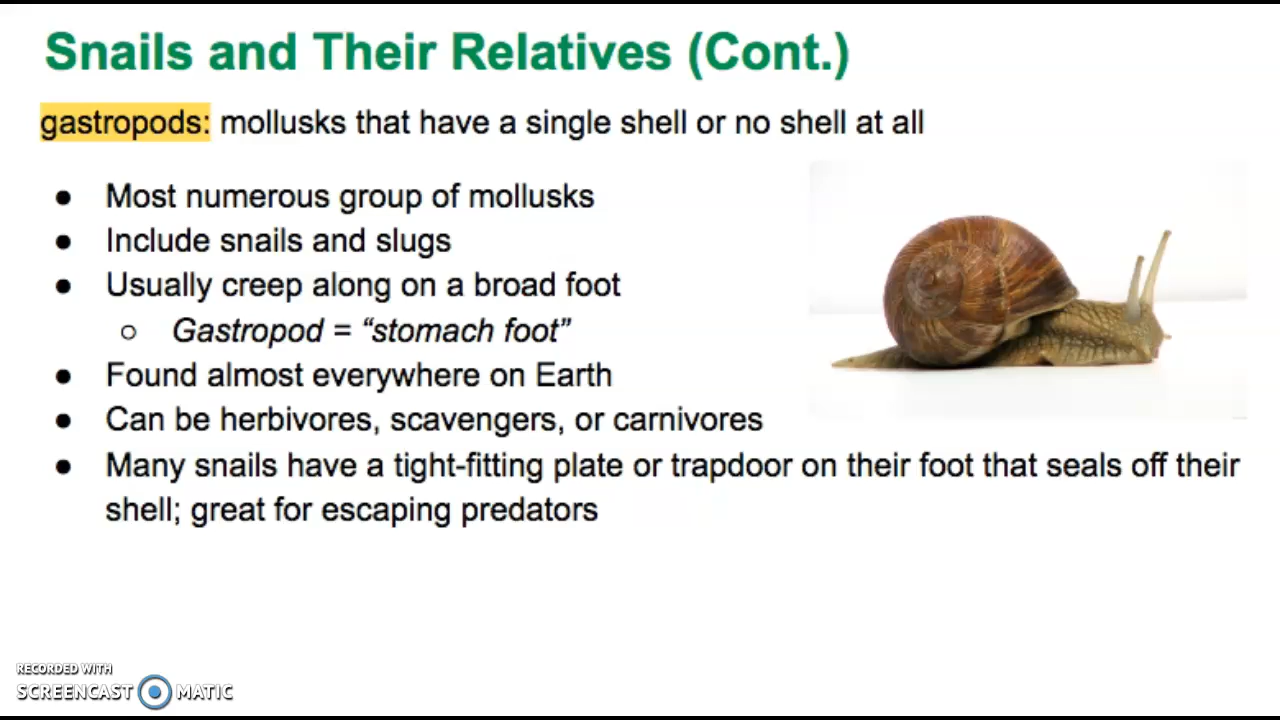 Snails and Their Relatives (Cont.)
gastropods: mollusks that have a single shell or no shell at all
● Most numerous group of mollusks
● Include snails and slugs
● Usually creep along on a broad foot
○ Gastropod = “stomach foot”
● Found almost everywhere on Earth
● Can be herbivores, scavengers, or carnivores
● Many snails have a tight-fitting plate or trapdoor on their foot that seals off their
shell; great for escaping predators
RECORDED WITH
SCREENCAST MATIC